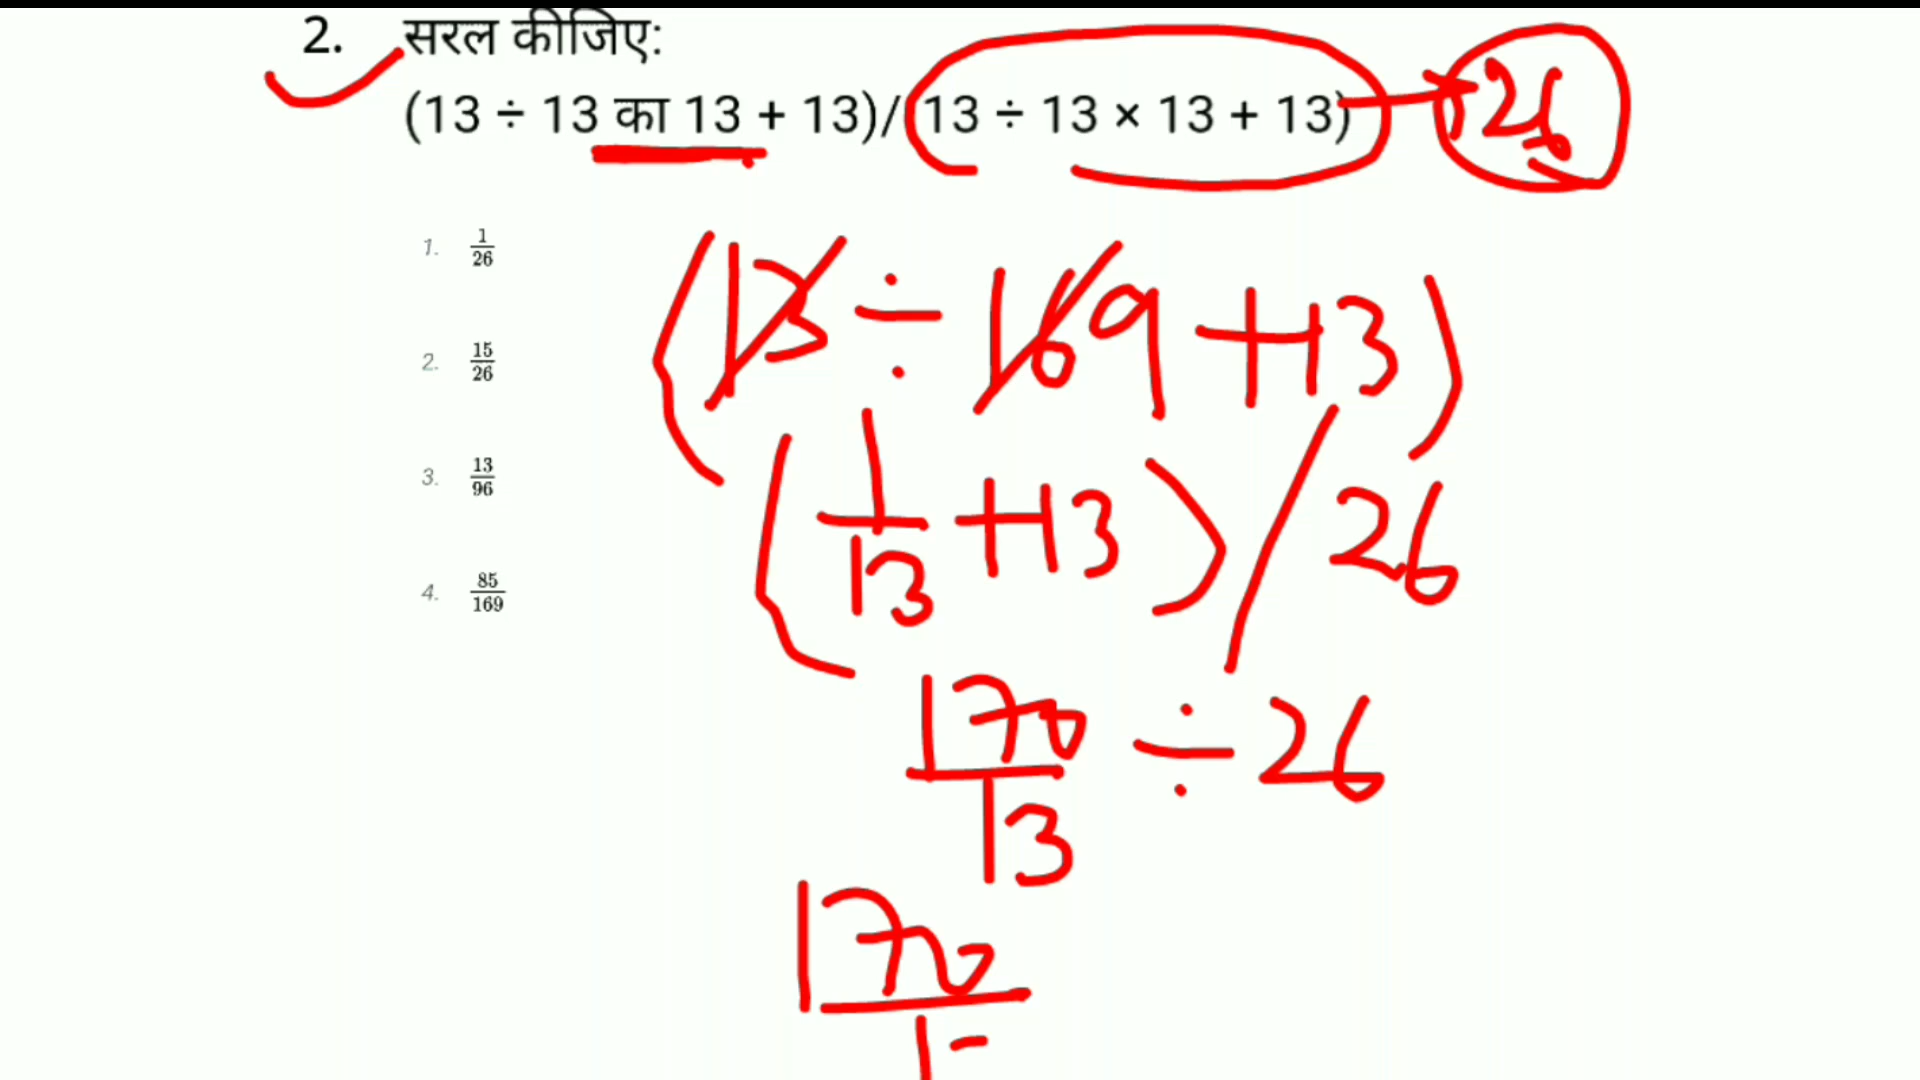 2. सरल कीजिए:
(13 ÷ 13 का 13 + 13)/ (13 ÷ 13 × 13 + 13) 26
1. 1/26
2. 15/26
3. 13/96
4. 85/169
(13 ÷ 169 + 13)
(1/13 + 13) / 26
170/13 ÷ 26
170